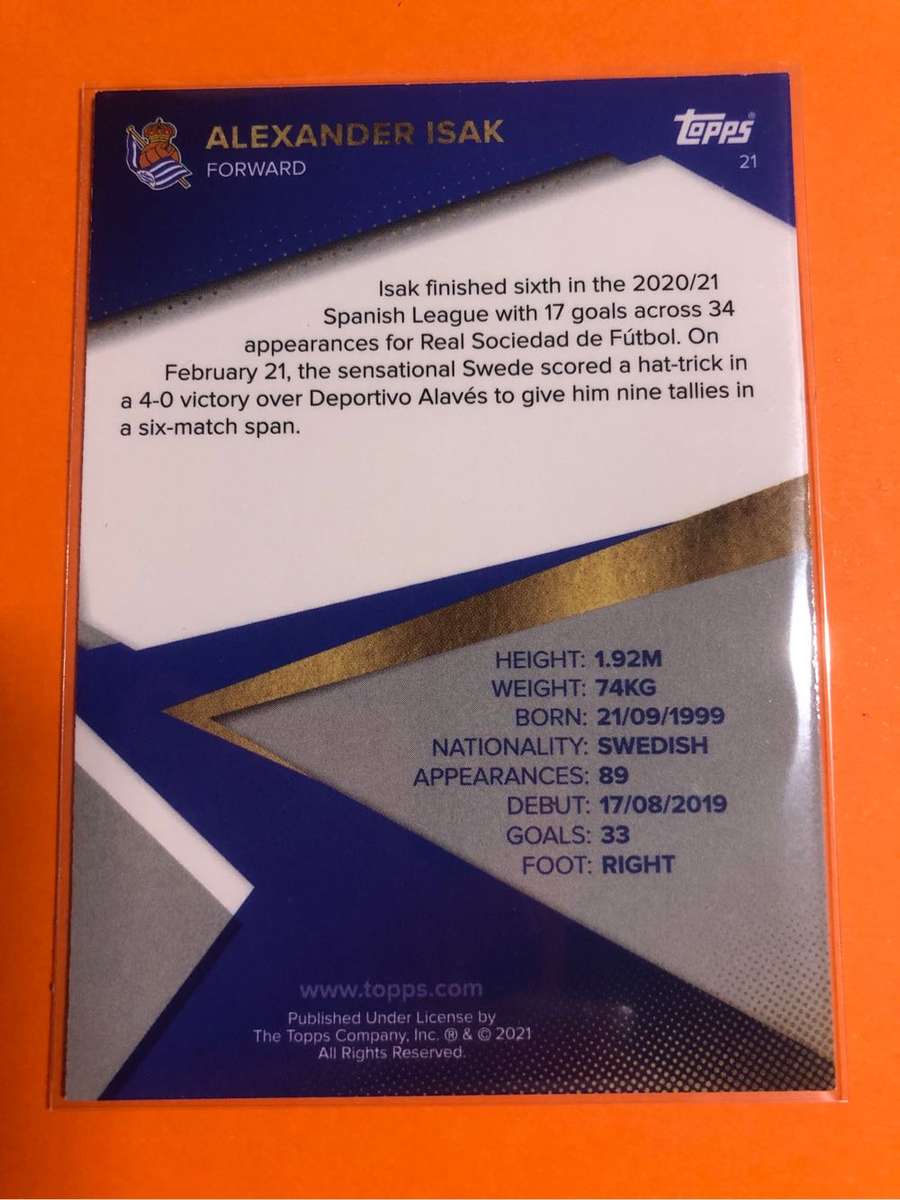 ALEXANDER ISAK
FORWARD
Topps®
21
Isak finished sixth in the 2020/21
Spanish League with 17 goals across 34
appearances for Real Sociedad de Fútbol. On
February 21, the sensational Swede scored a hat-trick in
a 4-0 victory over Deportivo Alavés to give him nine tallies in
a six-match span.
HEIGHT: 1.92M
WEIGHT: 74KG
BORN: 21/09/1999
NATIONALITY: SWEDISH
APPEARANCES: 89
DEBUT: 17/08/2019
GOALS: 33
FOOT: RIGHT
www.topps.com
Published Under License by
The Topps Company, Inc. ® & © 2021
All Rights Reserved.